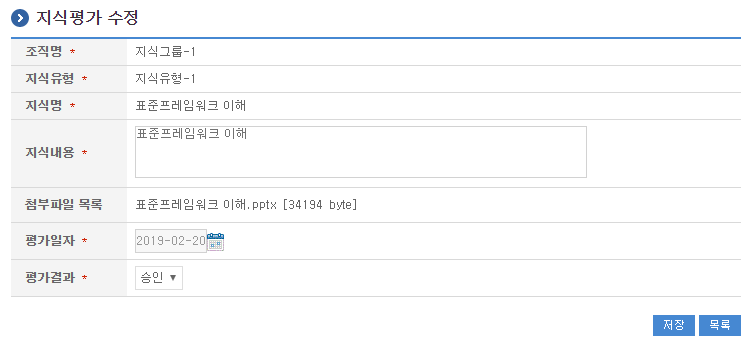 지식평가 수정
조직명 * 지식그룹-1
지식유형 * 지식유형-1
지식명 * 표준프레임워크 이해
지식내용 * 표준프레임워크 이해
첨부파일 목록 표준프레임워크 이해.pptx [34194 byte]
평가일자 * 2019-02-20
평가결과 * 승인 ▼
저장 목록